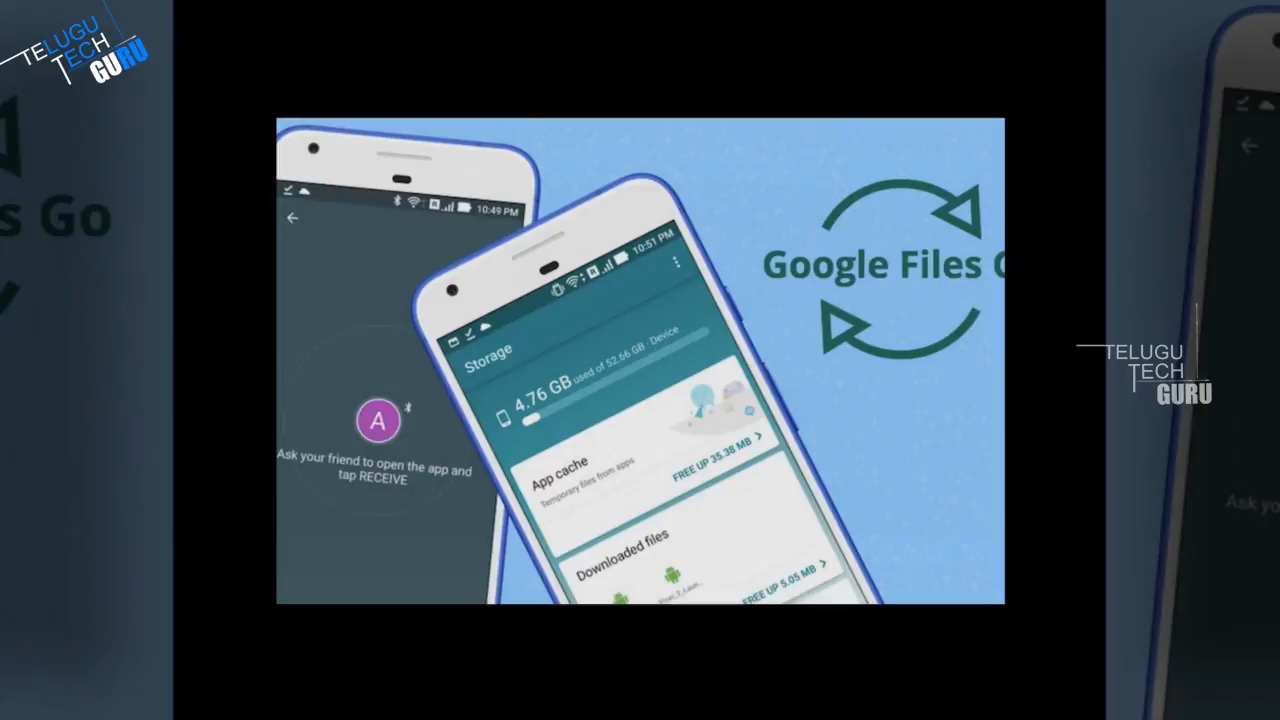 TELUGU
TECH
GURU
s Go
10:49 PM
Ask your friend to open the app and
tap RECEIVE
A
10:51 PM
Storage
4.76 GB used of 52.66 GB · Device
App cache
Temporary files from apps
FREE UP 35.38 MB
Downloaded files
FREE UP 5.05 MB
Google Files
TELUGU
TECH
GURU
Ask yo